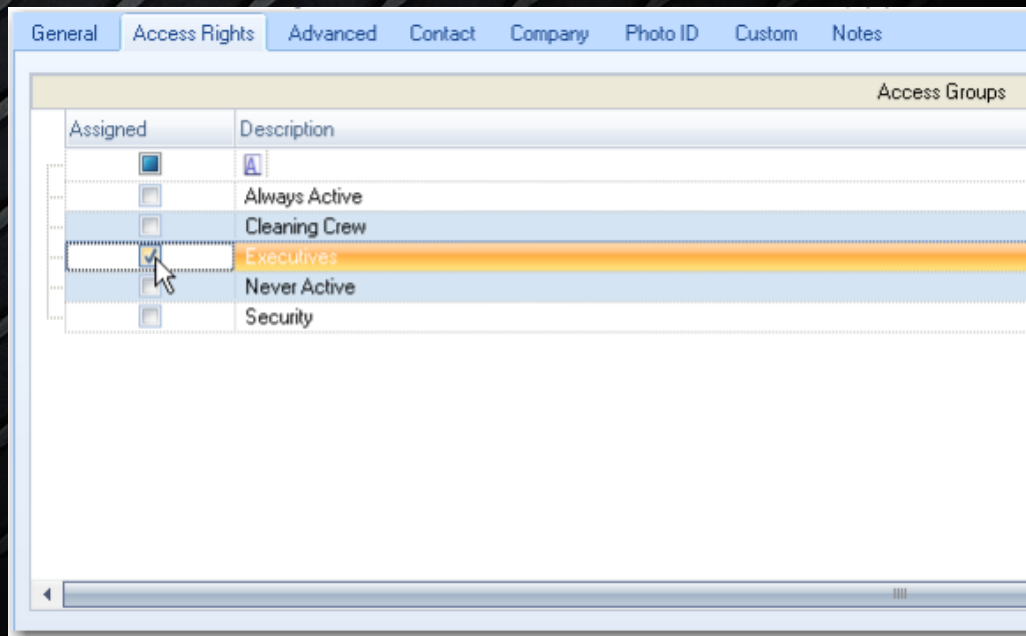 General Access Rights Advanced Contact Company Photo ID Custom Notes
Access Groups
Assigned Description
A
Always Active
Cleaning Crew
Executives
Never Active
Security